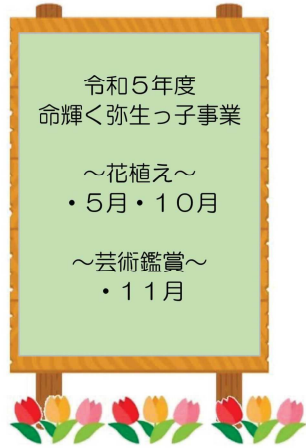 令和５年度
命輝く弥生っ子事業
～花植え～
・５月・１０月
～芸術鑑賞～
・１１月